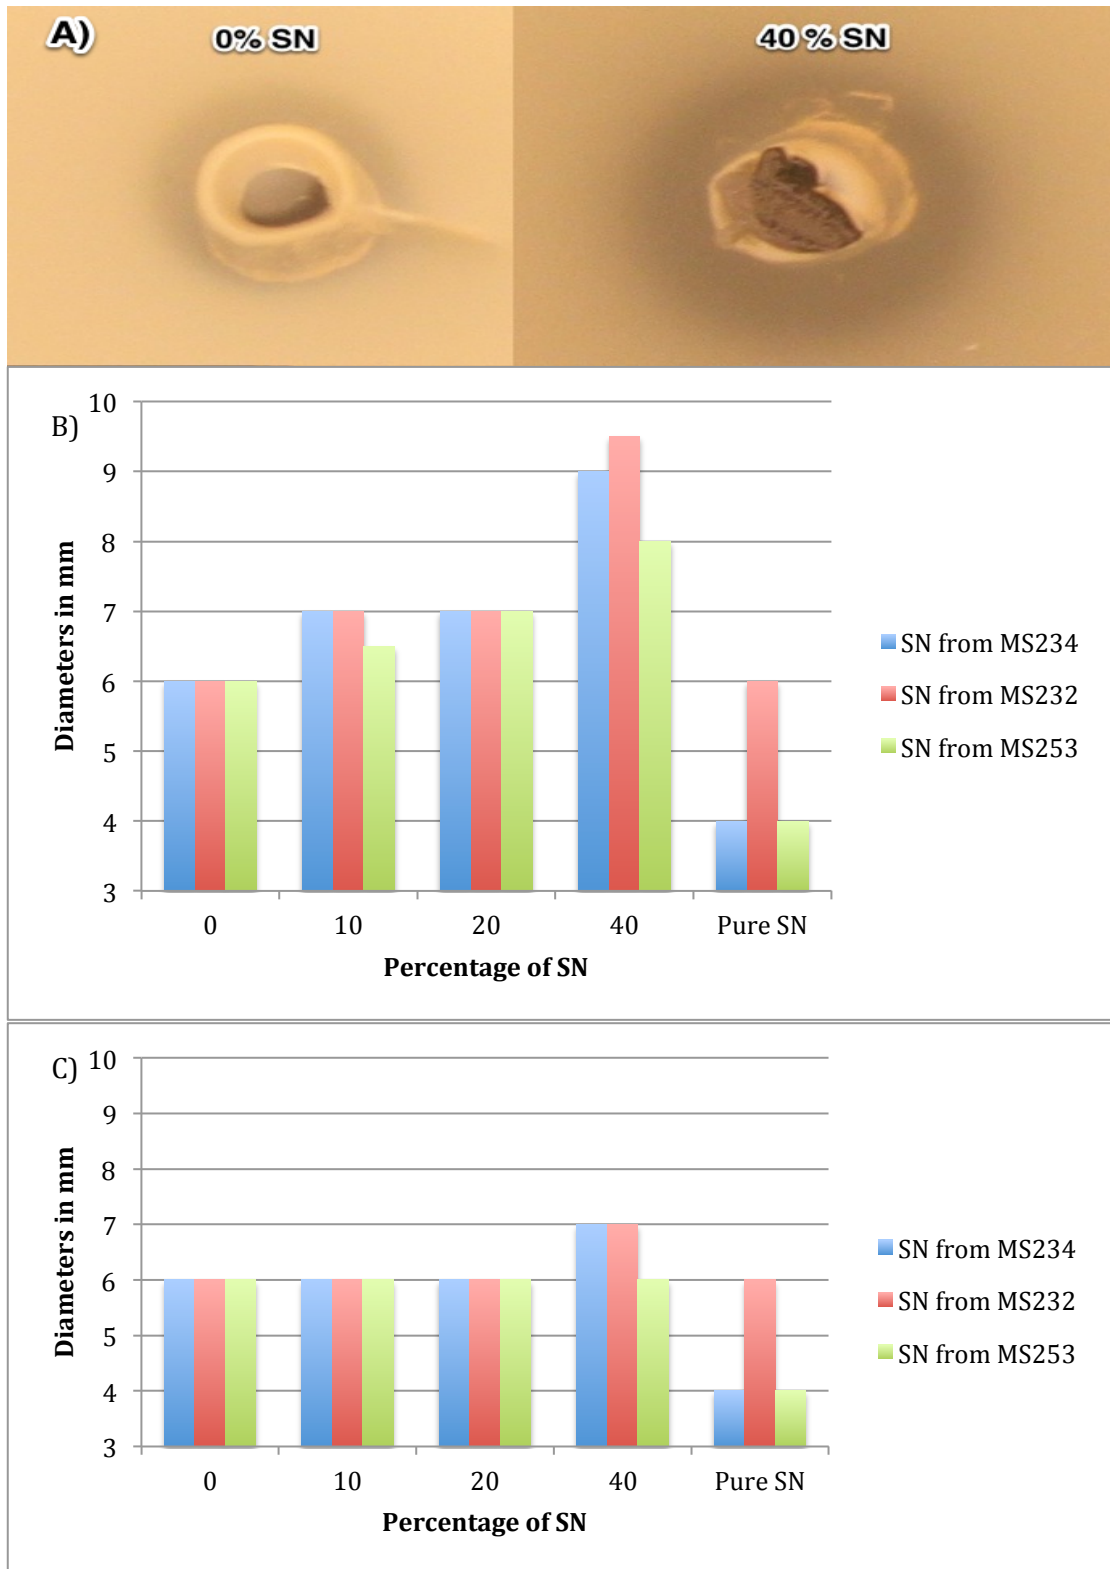 A)
0% SN
40 % SN
B)
10
9
8
7
6
5
4
3
Diameters in mm
0
10
20
40
Pure SN
Percentage of SN
SN from MS234
SN from MS232
SN from MS253
C)
10
9
8
7
6
5
4
3
Diameters in mm
0
10
20
40
Pure SN
Percentage of SN
SN from MS234
SN from MS232
SN from MS253